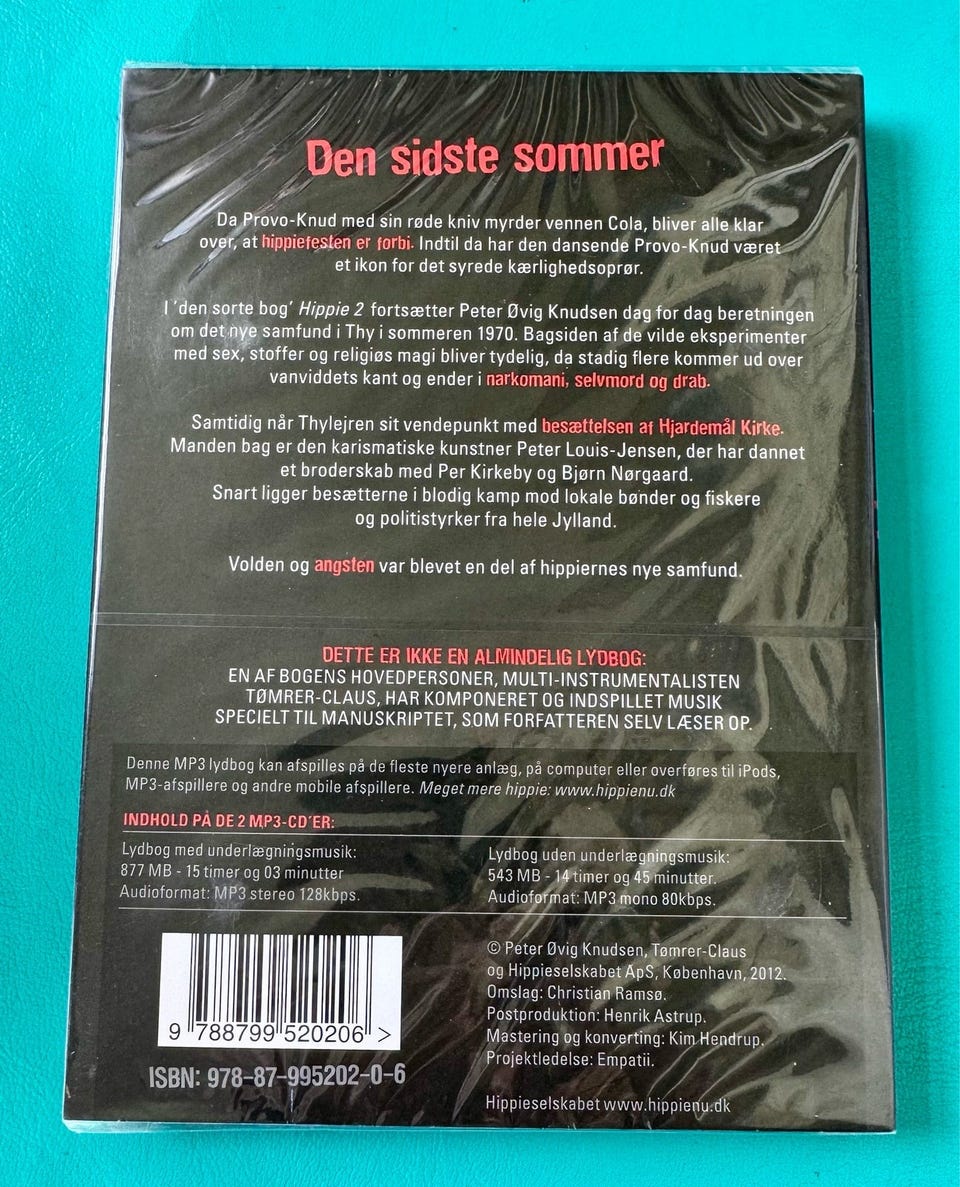 Den sidste sommer
Da Provo-Knud med sin røde kniv myrder vennen Cola, bliver alle klar
over, at hippiefesten er forbi. Indtil da har den dansende Provo-Knud været
et ikon for det syrede kærlighedsoprør.
I 'den sorte bog' Hippie 2 fortsætter Peter Øvig Knudsen dag for dag beretningen
om det nye samfund i Thy i sommeren 1970. Bagsiden af de vilde eksperimenter
med sex, stoffer og religiøs magi bliver tydelig, da stadig flere kommer ud over
vanviddets kant og ender i narkomani, selvmord og drab.
Samtidig når Thylejren sit vendepunkt med besættelsen af Hjardemål Kirke.
Manden bag er den karismatiske kunstner Peter Louis-Jensen, der har dannet
et broderskab med Per Kirkeby og Bjørn Nørgaard.
Snart ligger besætterne i blodig kamp mod lokale bønder og fiskere
og politistyrker fra hele Jylland.
Volden og angsten var blevet en del af hippiernes nye samfund.
DETTE ER IKKE EN ALMINDELIG LYDBOG:
EN AF BOGENS HOVEDPERSONER, MULTI-INSTRUMENTALISTEN
TØMRER-CLAUS, HAR KOMPONERET OG INDSPILLET MUSIK
SPECIELT TIL MANUSKRIPTET, SOM FORFATTEREN SELV LÆSER OP.
Denne MP3 lydbog kan afspilles på de fleste nyere anlæg, på computer eller overføres til iPods,
MP3-afspillere og andre mobile afspillere. Meget mere hippie: www.hippienu.dk
INDHOLD PÅ DE 2 MP3-CD'ER:
Lydbog med underlægningsmusik:
877 MB - 15 timer og 03 minutter
Audioformat: MP3 stereo 128kbps.
Lydbog uden underlægningsmusik:
543 MB - 14 timer og 45 minutter.
Audioformat: MP3 mono 80kbps.
9 788799 520206 >
ISBN: 978-87-995202-0-6
© Peter Øvig Knudsen, Tømrer-Claus
og Hippieselskabet ApS, København, 2012.
Omslag: Christian Ramsø.
Postproduktion: Henrik Astrup.
Mastering og konverting: Kim Hendrup.
Projektledelse: Empatii.
Hippieselskabet www.hippienu.dk